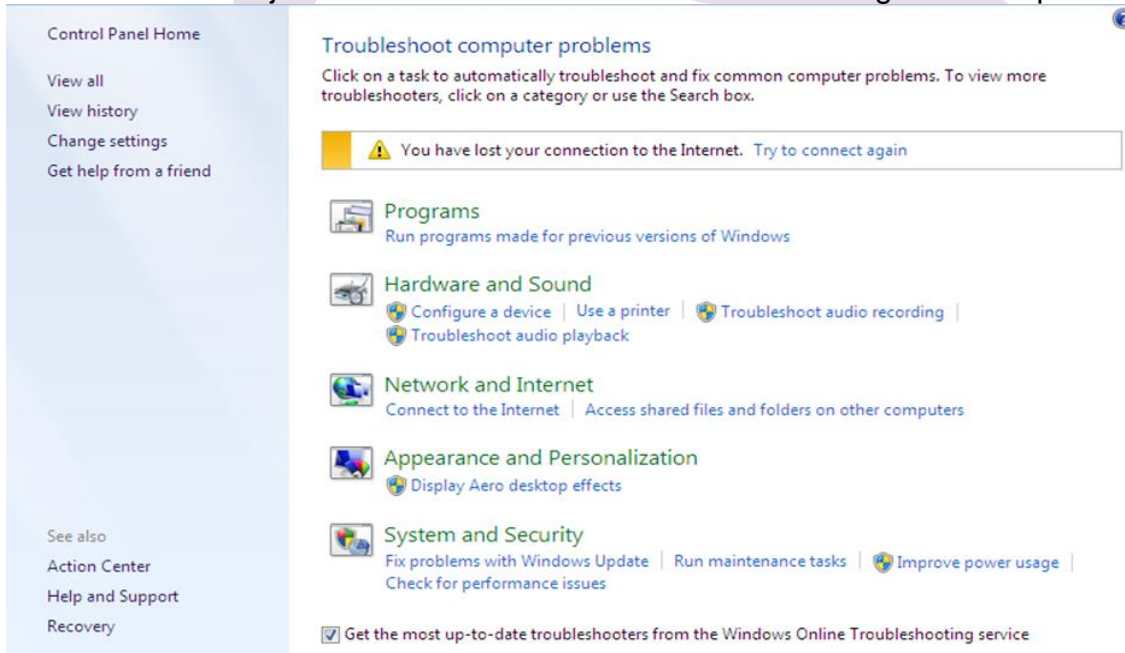 Control Panel Home
View all
View history
Change settings
Get help from a friend
See also
Action Center
Help and Support
Recovery
Troubleshoot computer problems
Click on a task to automatically troubleshoot and fix common computer problems. To view more
troubleshooters, click on a category or use the Search box.
You have lost your connection to the Internet. Try to connect again
Programs
Run programs made for previous versions of Windows
Hardware and Sound
Configure a device | Use a printer | Troubleshoot audio recording |
Troubleshoot audio playback
Network and Internet
Connect to the Internet | Access shared files and folders on other computers
Appearance and Personalization
Display Aero desktop effects
System and Security
Fix problems with Windows Update | Run maintenance tasks | Improve power usage |
Check for performance issues
Get the most up-to-date troubleshooters from the Windows Online Troubleshooting service